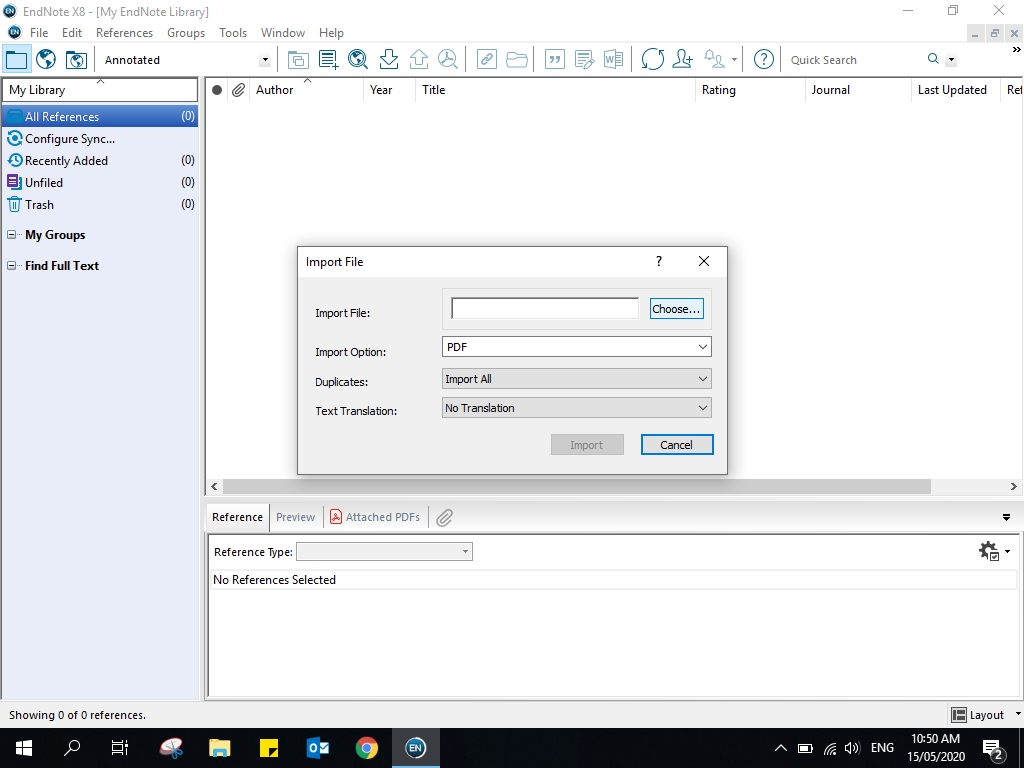 EndNote X8 - [My EndNote Library]
File Edit References Groups Tools Window Help
Annotated
Quick Search
My Library
Author Year Title Rating Journal Last Updated Ref
All References (0)
Configure Sync...
Recently Added (0)
Unfiled (0)
Trash (0)
My Groups
Find Full Text
Import File ?
Import File: Choose...
Import Option: PDF
Duplicates: Import All
Text Translation: No Translation
Import Cancel
Reference Preview Attached PDFs
Reference Type:
No References Selected
Showing 0 of 0 references.
Layout
EN
ENG
10:50 AM
15/05/2020
2